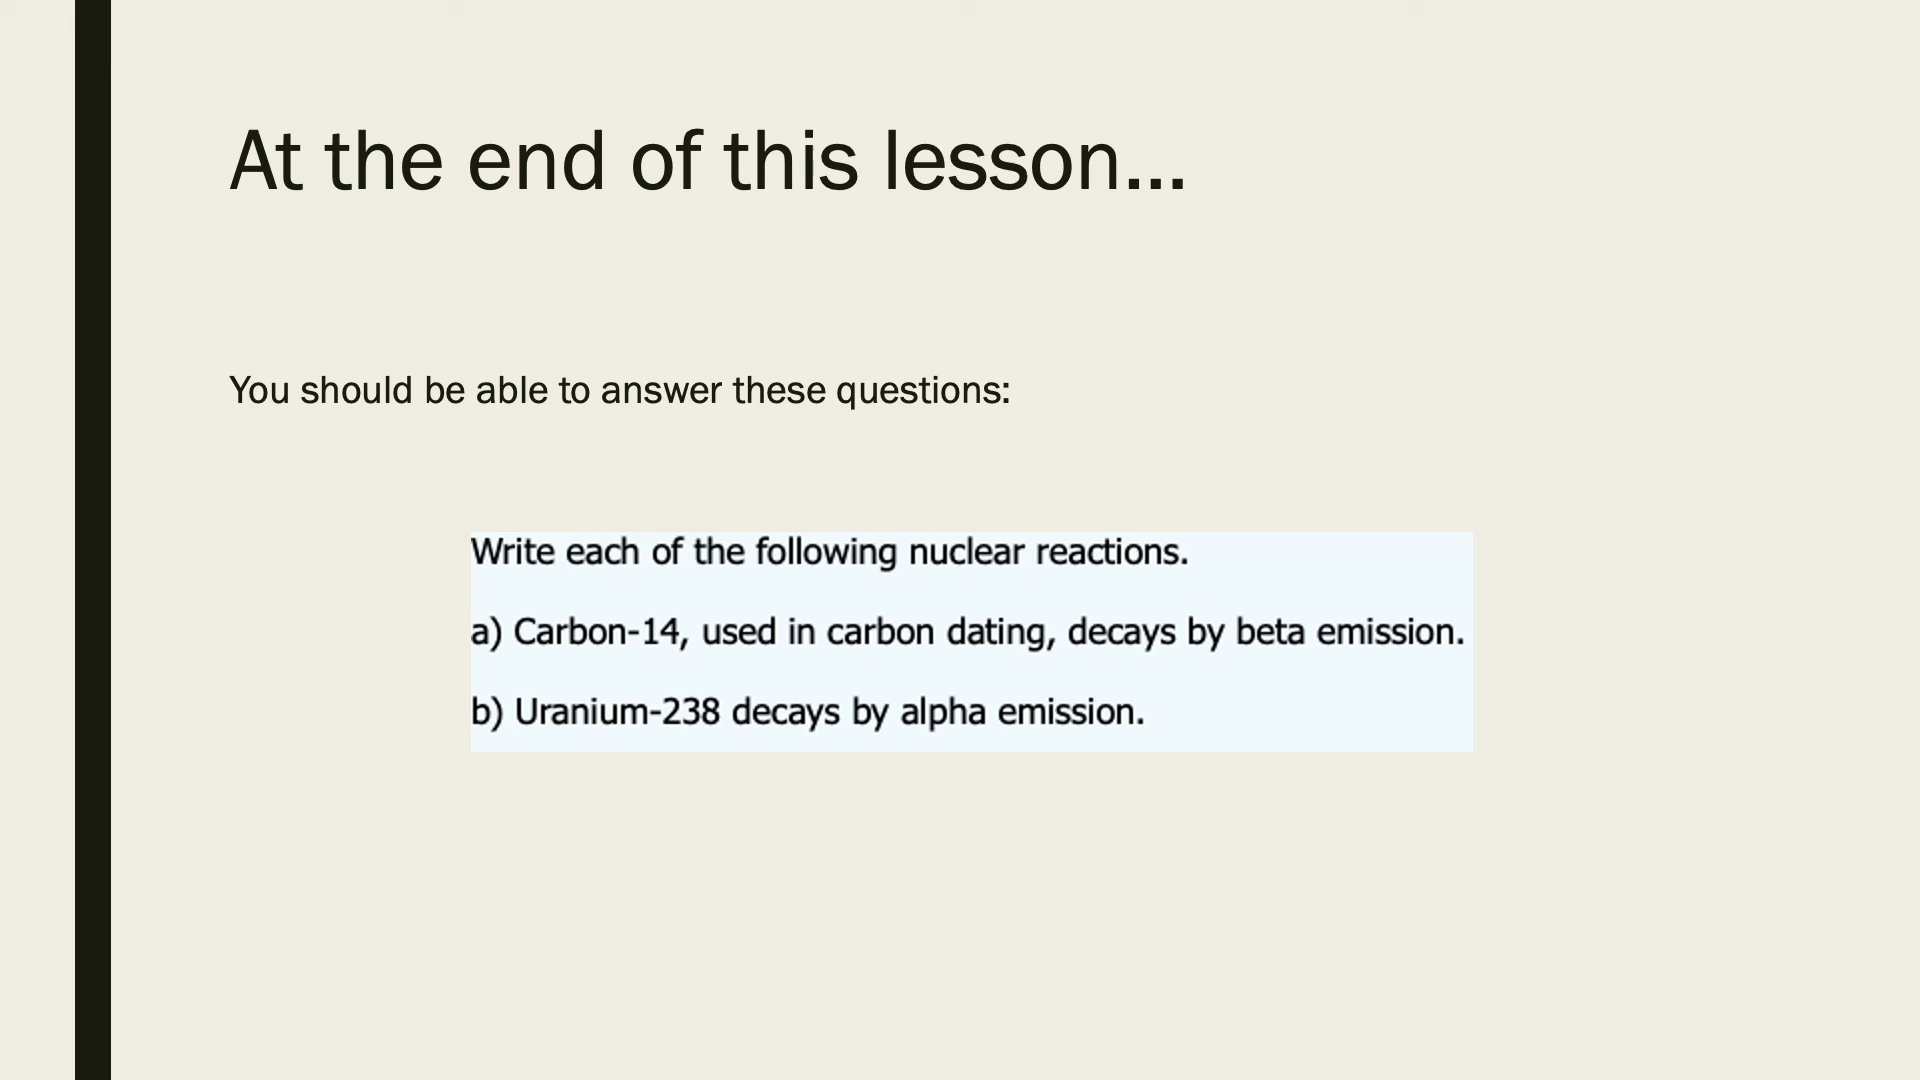 At the end of this lesson...
You should be able to answer these questions:
Write each of the following nuclear reactions.
a) Carbon-14, used in carbon dating, decays by beta emission.
b) Uranium-238 decays by alpha emission.